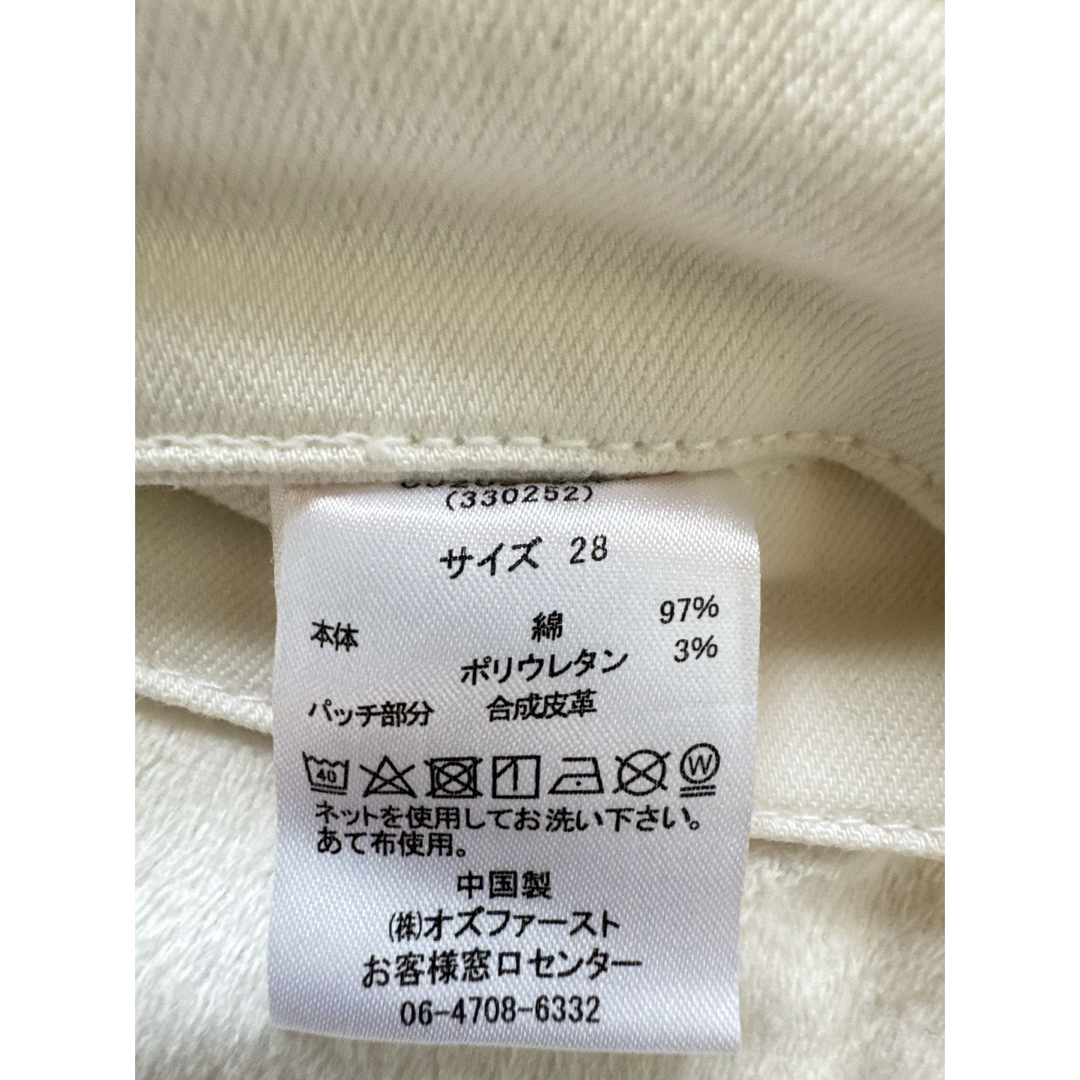 (330252)
サイズ 28
本体 綿 97%
ポリウレタン 3%
パッチ部分 合成皮革
40 W
ネットを使用してお洗い下さい。
あて布使用。
中国製
(株)オズファースト
お客様窓口センター
06-4708-6332